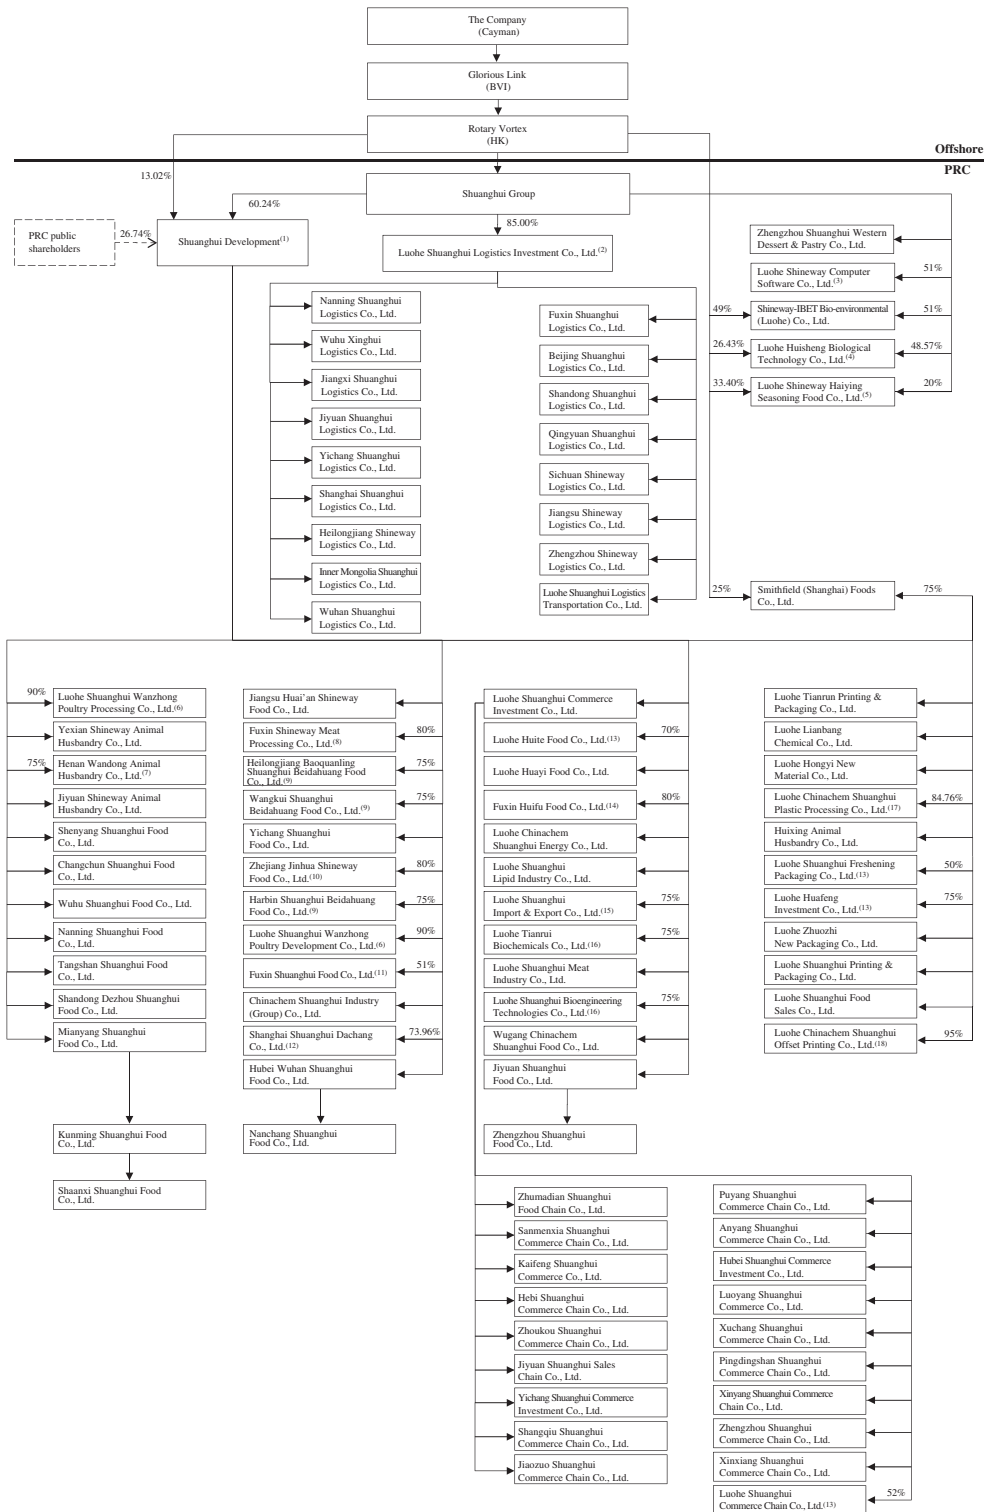 The Company
(Cayman)
Glorious Link
(BVI)
Rotary Vortex
(HK)
Offshore
PRC
13.02%
60.24%
Shuanghui Group
85.00%
PRC public
shareholders
26.74%
Shuanghui Development(1)
Luohe Shuanghui Logistics Investment Co., Ltd.(2)
Zhengzhou Shuanghui Western
Dessert & Pastry Co., Ltd.
Luohe Shineway Computer
Software Co., Ltd.(3)
51%
49%
Shineway-IBET Bio-environmental
(Luohe) Co., Ltd.
51%
26.43%
Luohe Huisheng Biological
Technology Co., Ltd.(4)
48.57%
33.40%
Luohe Shineway Haiying
Seasoning Food Co., Ltd.(5)
20%
Nanning Shuanghui
Logistics Co., Ltd.
Wuhu Xinghui
Logistics Co., Ltd.
Jiangxi Shuanghui
Logistics Co., Ltd.
Jiyuan Shuanghui
Logistics Co., Ltd.
Yichang Shuanghui
Logistics Co., Ltd.
Shanghai Shuanghui
Logistics Co., Ltd.
Heilongjiang Shineway
Logistics Co., Ltd.
Inner Mongolia Shuanghui
Logistics Co., Ltd.
Wuhan Shuanghui
Logistics Co., Ltd.
Fuxin Shuanghui
Logistics Co., Ltd.
Beijing Shuanghui
Logistics Co., Ltd.
Shandong Shuanghui
Logistics Co., Ltd.
Qingyuan Shuanghui
Logistics Co., Ltd.
Sichuan Shineway
Logistics Co., Ltd.
Jiangsu Shineway
Logistics Co., Ltd.
Zhengzhou Shineway
Logistics Co., Ltd.
Luohe Shuanghui Logistics
Transportation Co., Ltd.
25%
Smithfield (Shanghai) Foods
Co., Ltd.
75%
90%
Luohe Shuanghui Wanzhong
Poultry Processing Co., Ltd.(6)
Yexian Shineway Animal
Husbandry Co., Ltd.
75%
Henan Wandong Animal
Husbandry Co., Ltd.(7)
Jiyuan Shineway Animal
Husbandry Co., Ltd.
Shenyang Shuanghui Food
Co., Ltd.
Changchun Shuanghui Food
Co., Ltd.
Wuhu Shuanghui Food Co., Ltd.
Nanning Shuanghui Food
Co., Ltd.
Tangshan Shuanghui Food
Co., Ltd.
Shandong Dezhou Shuanghui
Food Co., Ltd.
Mianyang Shuanghui
Food Co., Ltd.
Kunming Shuanghui Food
Co., Ltd.
Shaanxi Shuanghui Food
Co., Ltd.
Jiangsu Huai'an Shineway
Food Co., Ltd.
Fuxin Shineway Meat
Processing Co., Ltd.(8)
80%
Heilongjiang Baoquanling
Shuanghui Beidahuang Food
Co., Ltd.(9)
75%
Wangkui Shuanghui
Beidahuang Food Co., Ltd.(9)
75%
Yichang Shuanghui
Food Co., Ltd.
Zhejiang Jinhua Shineway
Food Co., Ltd.(10)
80%
Harbin Shuanghui Beidahuang
Food Co., Ltd.(9)
75%
Luohe Shuanghui Wanzhong
Poultry Development Co., Ltd.(6)
90%
Fuxin Shuanghui Food Co., Ltd.(11)
51%
Chinachem Shuanghui Industry
(Group) Co., Ltd.
Shanghai Shuanghui Dachang
Co., Ltd.(12)
73.96%
Hubei Wuhan Shuanghui
Food Co., Ltd.
Nanchang Shuanghui
Food Co., Ltd.
Luohe Shuanghui Commerce
Investment Co., Ltd.
Luohe Huite Food Co., Ltd.(13)
70%
Luohe Huayi Food Co., Ltd.
Fuxin Huifu Food Co., Ltd.(14)
80%
Luohe Chinachem
Shuanghui Energy Co., Ltd.
Luohe Shuanghui
Lipid Industry Co., Ltd.
Luohe Shuanghui
Import & Export Co., Ltd.(15)
75%
Luohe Tianrui
Biochemicals Co., Ltd.(16)
75%
Luohe Shuanghui Meat
Industry Co., Ltd.
Luohe Shuanghui Bioengineering
Technologies Co., Ltd.(16)
75%
Wugang Chinachem
Shuanghui Food Co., Ltd.
Jiyuan Shuanghui
Food Co., Ltd.
Zhengzhou Shuanghui
Food Co., Ltd.
Luohe Tianrun Printing &
Packaging Co., Ltd.
Luohe Lianbang
Chemical Co., Ltd.
Luohe Hongyi New
Material Co., Ltd.
Luohe Chinachem Shuanghui
Plastic Processing Co., Ltd.(17)
84.76%
Huixing Animal
Husbandry Co., Ltd.
Luohe Shuanghui Freshening
Packaging Co., Ltd.(13)
50%
Luohe Huafeng
Investment Co., Ltd.(13)
75%
Luohe Zhuozhi
New Packaging Co., Ltd.
Luohe Shuanghui Printing &
Packaging Co., Ltd.
Luohe Shuanghui Food
Sales Co., Ltd.
Luohe Chinachem Shuanghui
Offset Printing Co., Ltd.(18)
95%
Zhumadian Shuanghui
Food Chain Co., Ltd.
Sanmenxia Shuanghui
Commerce Chain Co., Ltd.
Kaifeng Shuanghui
Commerce Co., Ltd.
Hebi Shuanghui
Commerce Chain Co., Ltd.
Zhoukou Shuanghui
Commerce Chain Co., Ltd.
Jiyuan Shuanghui Sales
Chain Co., Ltd.
Yichang Shuanghui Commerce
Investment Co., Ltd.
Shangqiu Shuanghui
Commerce Chain Co., Ltd.
Jiaozuo Shuanghui
Commerce Chain Co., Ltd.
Puyang Shuanghui
Commerce Chain Co., Ltd.
Anyang Shuanghui
Commerce Chain Co., Ltd.
Hubei Shuanghui Commerce
Investment Co., Ltd.
Luoyang Shuanghui
Commerce Co., Ltd.
Xuchang Shuanghui
Commerce Chain Co., Ltd.
Pingdingshan Shuanghui
Commerce Chain Co., Ltd.
Xinyang Shuanghui Commerce
Chain Co., Ltd.
Zhengzhou Shuanghui
Commerce Chain Co., Ltd.
Xinxiang Shuanghui
Commerce Chain Co., Ltd.
Luohe Shuanghui
Commerce Chain Co., Ltd.(13)
52%